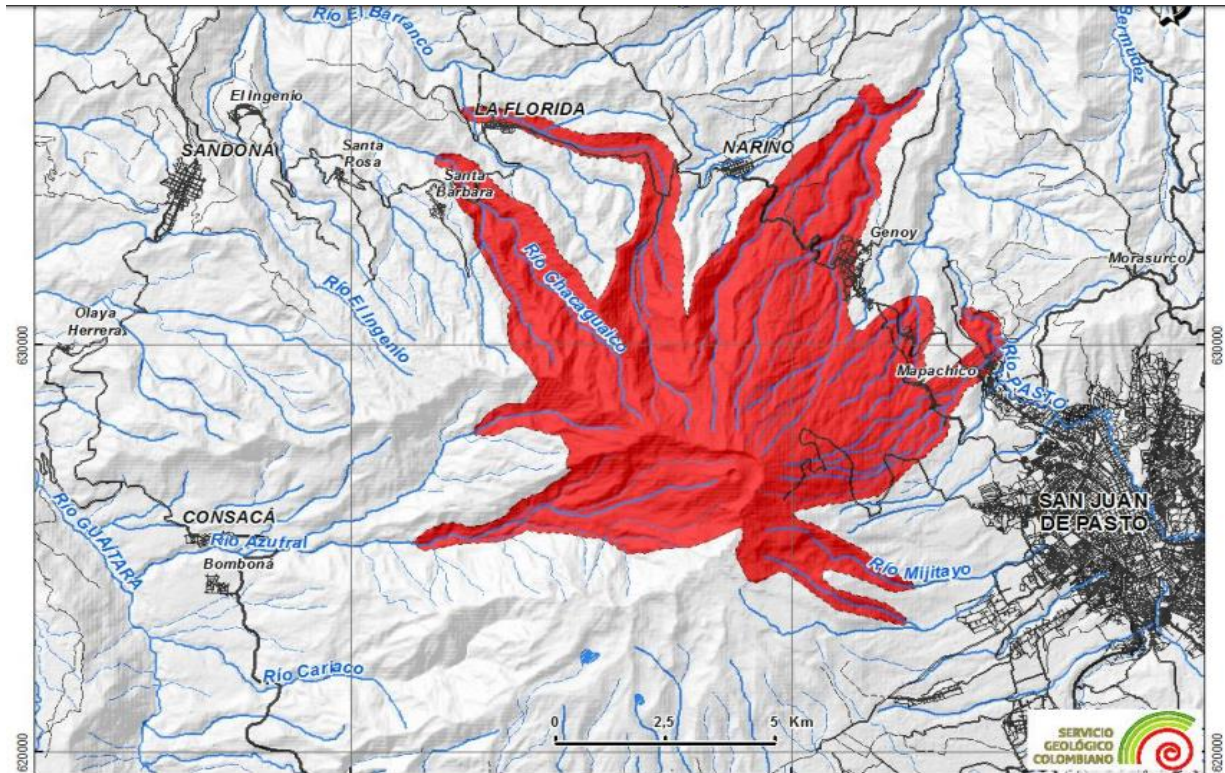 Río El Barranco
Bermúdez
El Ingenio
LA FLORIDA
SANDONÁ
Santa
Rosa
NARIÑO
Santa
Bárbara
Genoy
Río Chacaguaico
Morasurco
Olaya
Herrera
Río El Ingenio
630000
630000
Mapachico
Río PASTO
SAN JUAN
DE PASTO
CONSACÁ
Río Azufral
Río GUAITARA
Bomboná
Río Mijitayo
Río Cariaco
0 2,5 5 Km
SERVICIO
GEOLÓGICO
COLOMBIANO
620000
620000